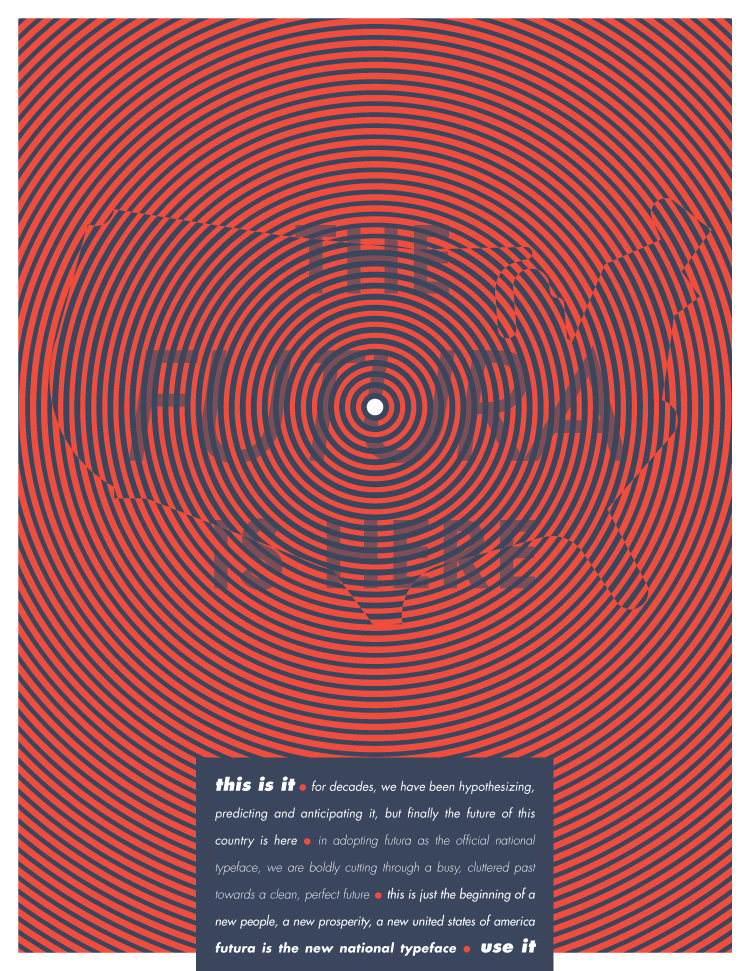 THE
FUTURA
IS HERE
this is it • for decades, we have been hypothesizing,
predicting and anticipating it, but finally the future of this
country is here • in adopting futura as the official national
typeface, we are boldly cutting through a busy, cluttered past
towards a clean, perfect future • this is just the beginning of a
new people, a new prosperity, a new united states of america
futura is the new national typeface • use it